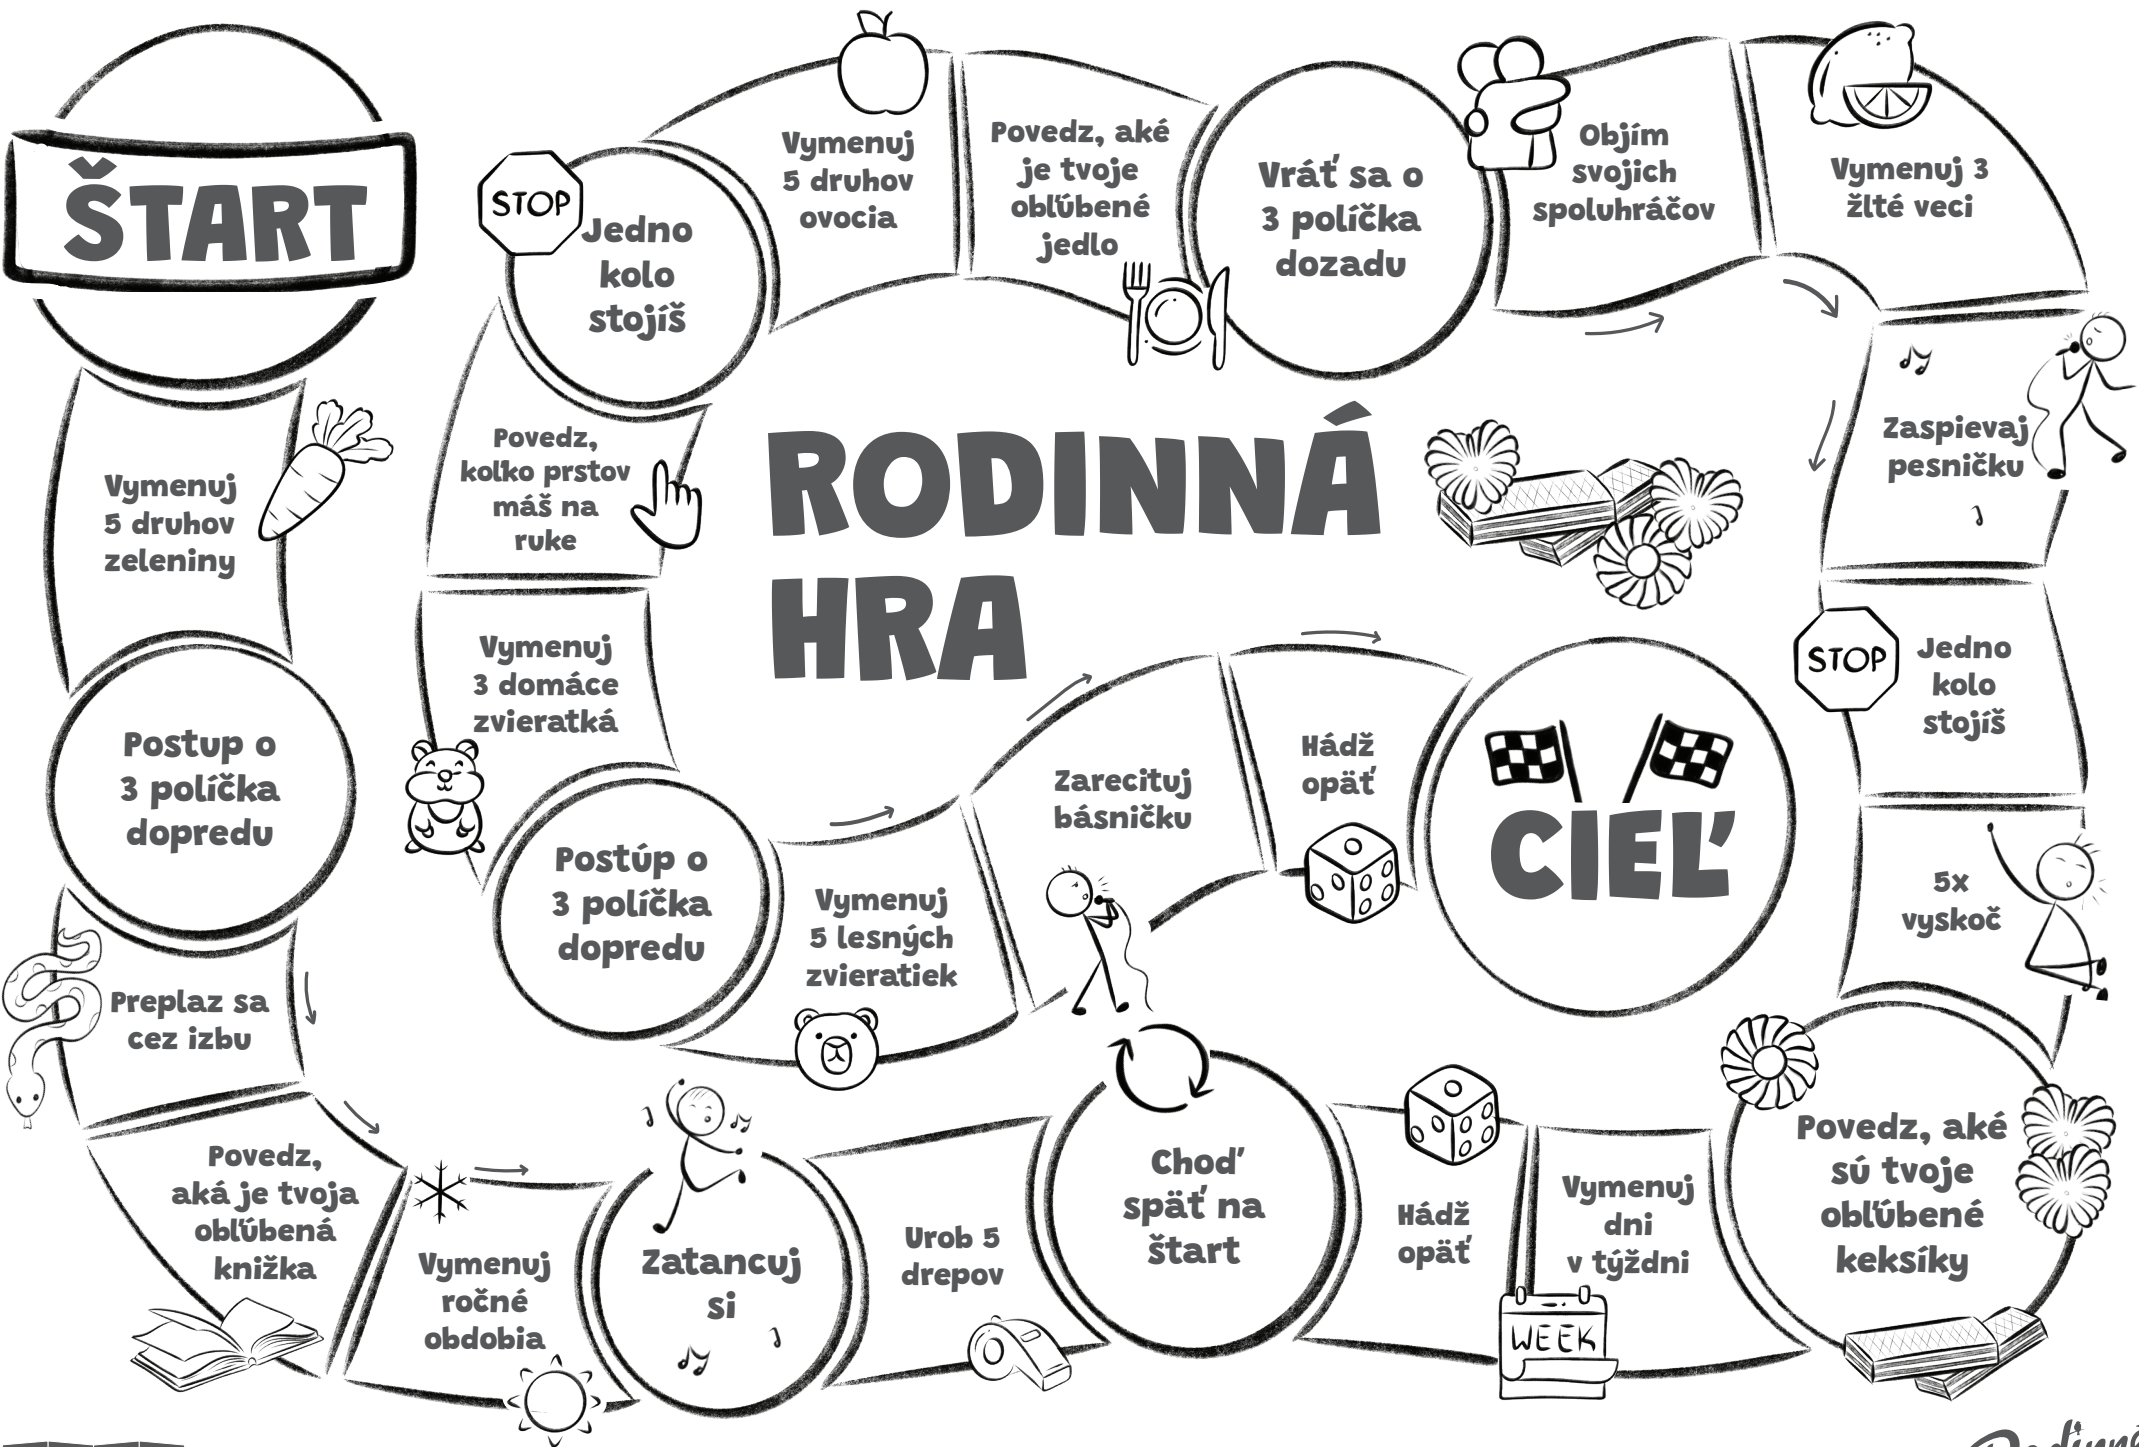 ŠTART
STOP
Jedno
kolo
stojíš
Vymenuj
5 druhov
ovocia
Povedz, aké
je tvoje
obľúbené
jedlo
Vráť sa o
3 políčka
dozadu
Objím
svojich
spoluhráčov
Vymenuj 3
žlté veci
Vymenuj
5 druhov
zeleniny
Povedz,
koľko prstov
máš na
ruke
RODINNÁ
HRA
Zaspievaj
pesničku
Vymenuj
3 domáce
zvieratká
STOP
Jedno
kolo
stojíš
Postup o
3 políčka
dopredu
Postúp o
3 políčka
dopredu
Vymenuj
5 lesných
zvieratiek
Zarecituj
básničku
Hádž
opäť
CIEĽ
5x
vyskoč
Preplaz sa
cez izbu
Povedz,
aká je tvoja
obľúbená
knižka
Vymenuj
ročné
obdobia
Zatancuj
si
Urob 5
drepov
Choď
späť na
štart
Hádž
opäť
Vymenuj
dni
v týždni
WEEK
Povedz, aké
sú tvoje
obľúbené
keksíky